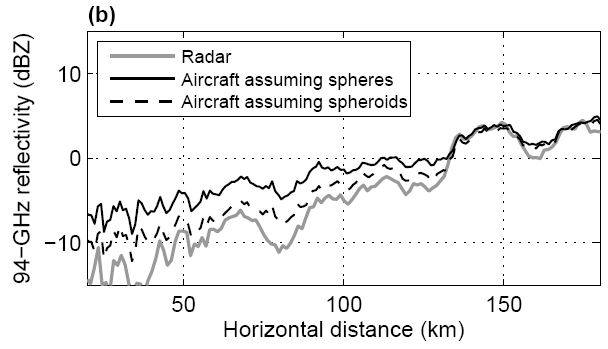 (b)
94−GHz reflectivity (dBZ)
10
0
−10
Radar
Aircraft assuming spheres
Aircraft assuming spheroids
50
100
150
Horizontal distance (km)